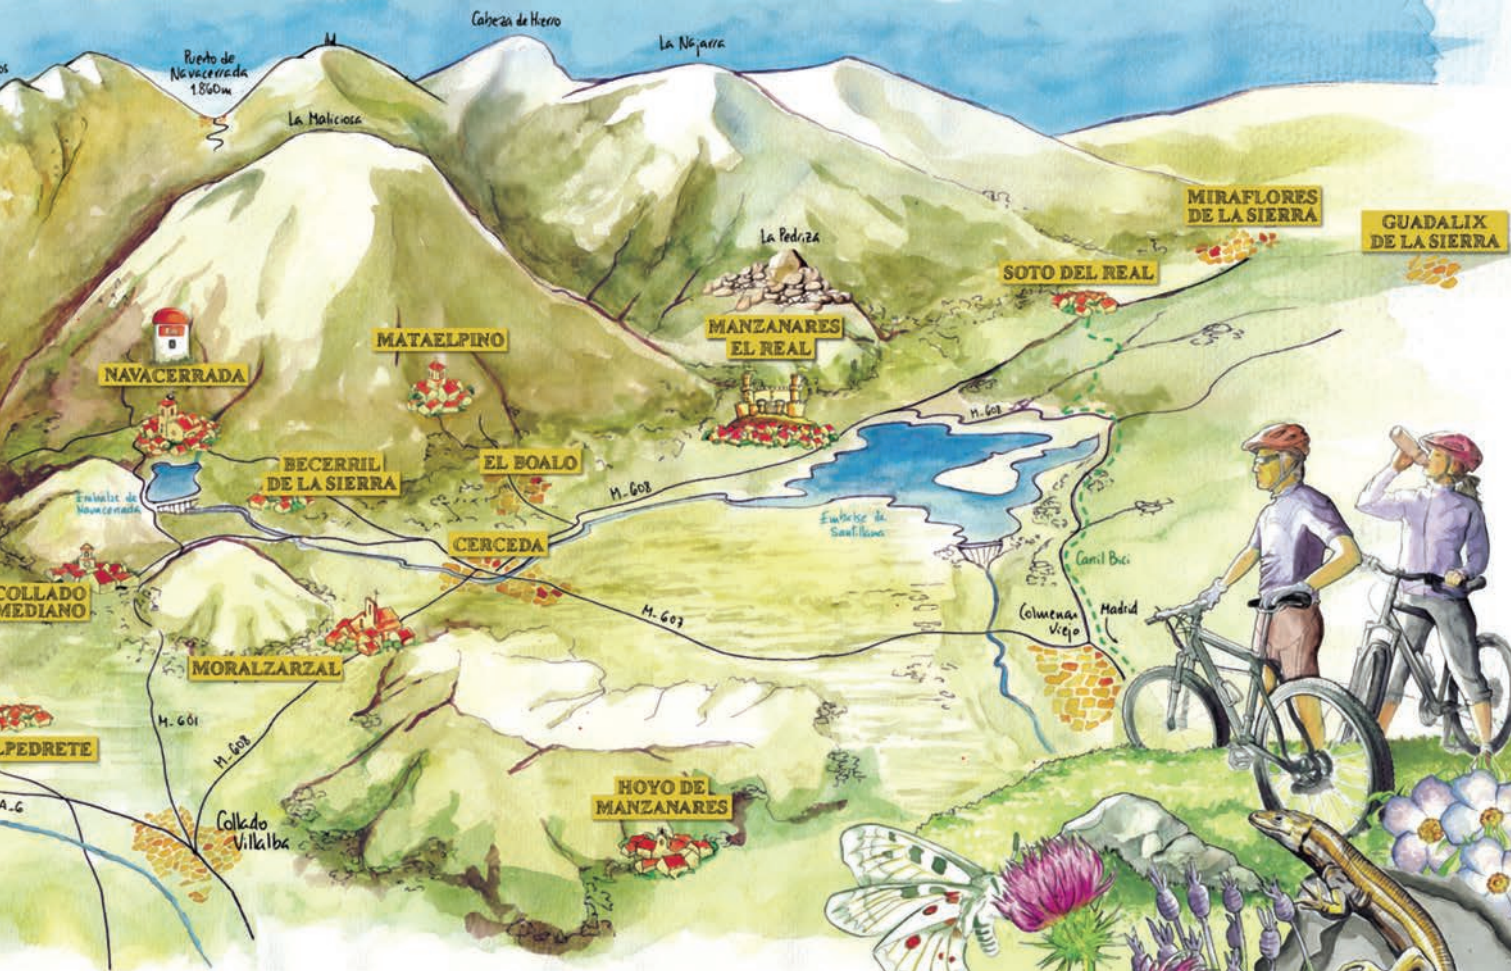 Cabeza de Hierro
La Najarra
os
Puerto de
Navacerrada
1.860m
La Maliciosa
MIRAFLORES
DE LA SIERRA
GUADALIX
DE LA SIERRA
La Pedriza
SOTO DEL REAL
MANZANARES
EL REAL
MATAELPINO
NAVACERRADA
M-608
BECERRIL
DE LA SIERRA
EL BOALO
M-608
Embalse de
Navacerrada
Embalse de
Santillana
CERCEDA
Carril Bici
COLLADO
MEDIANO
M-607
Colmenar
Viejo
Madrid
MORALZARZAL
M-601
M-608
LPEDRETE
A-6
HOYO DE
MANZANARES
Collado
Villalba